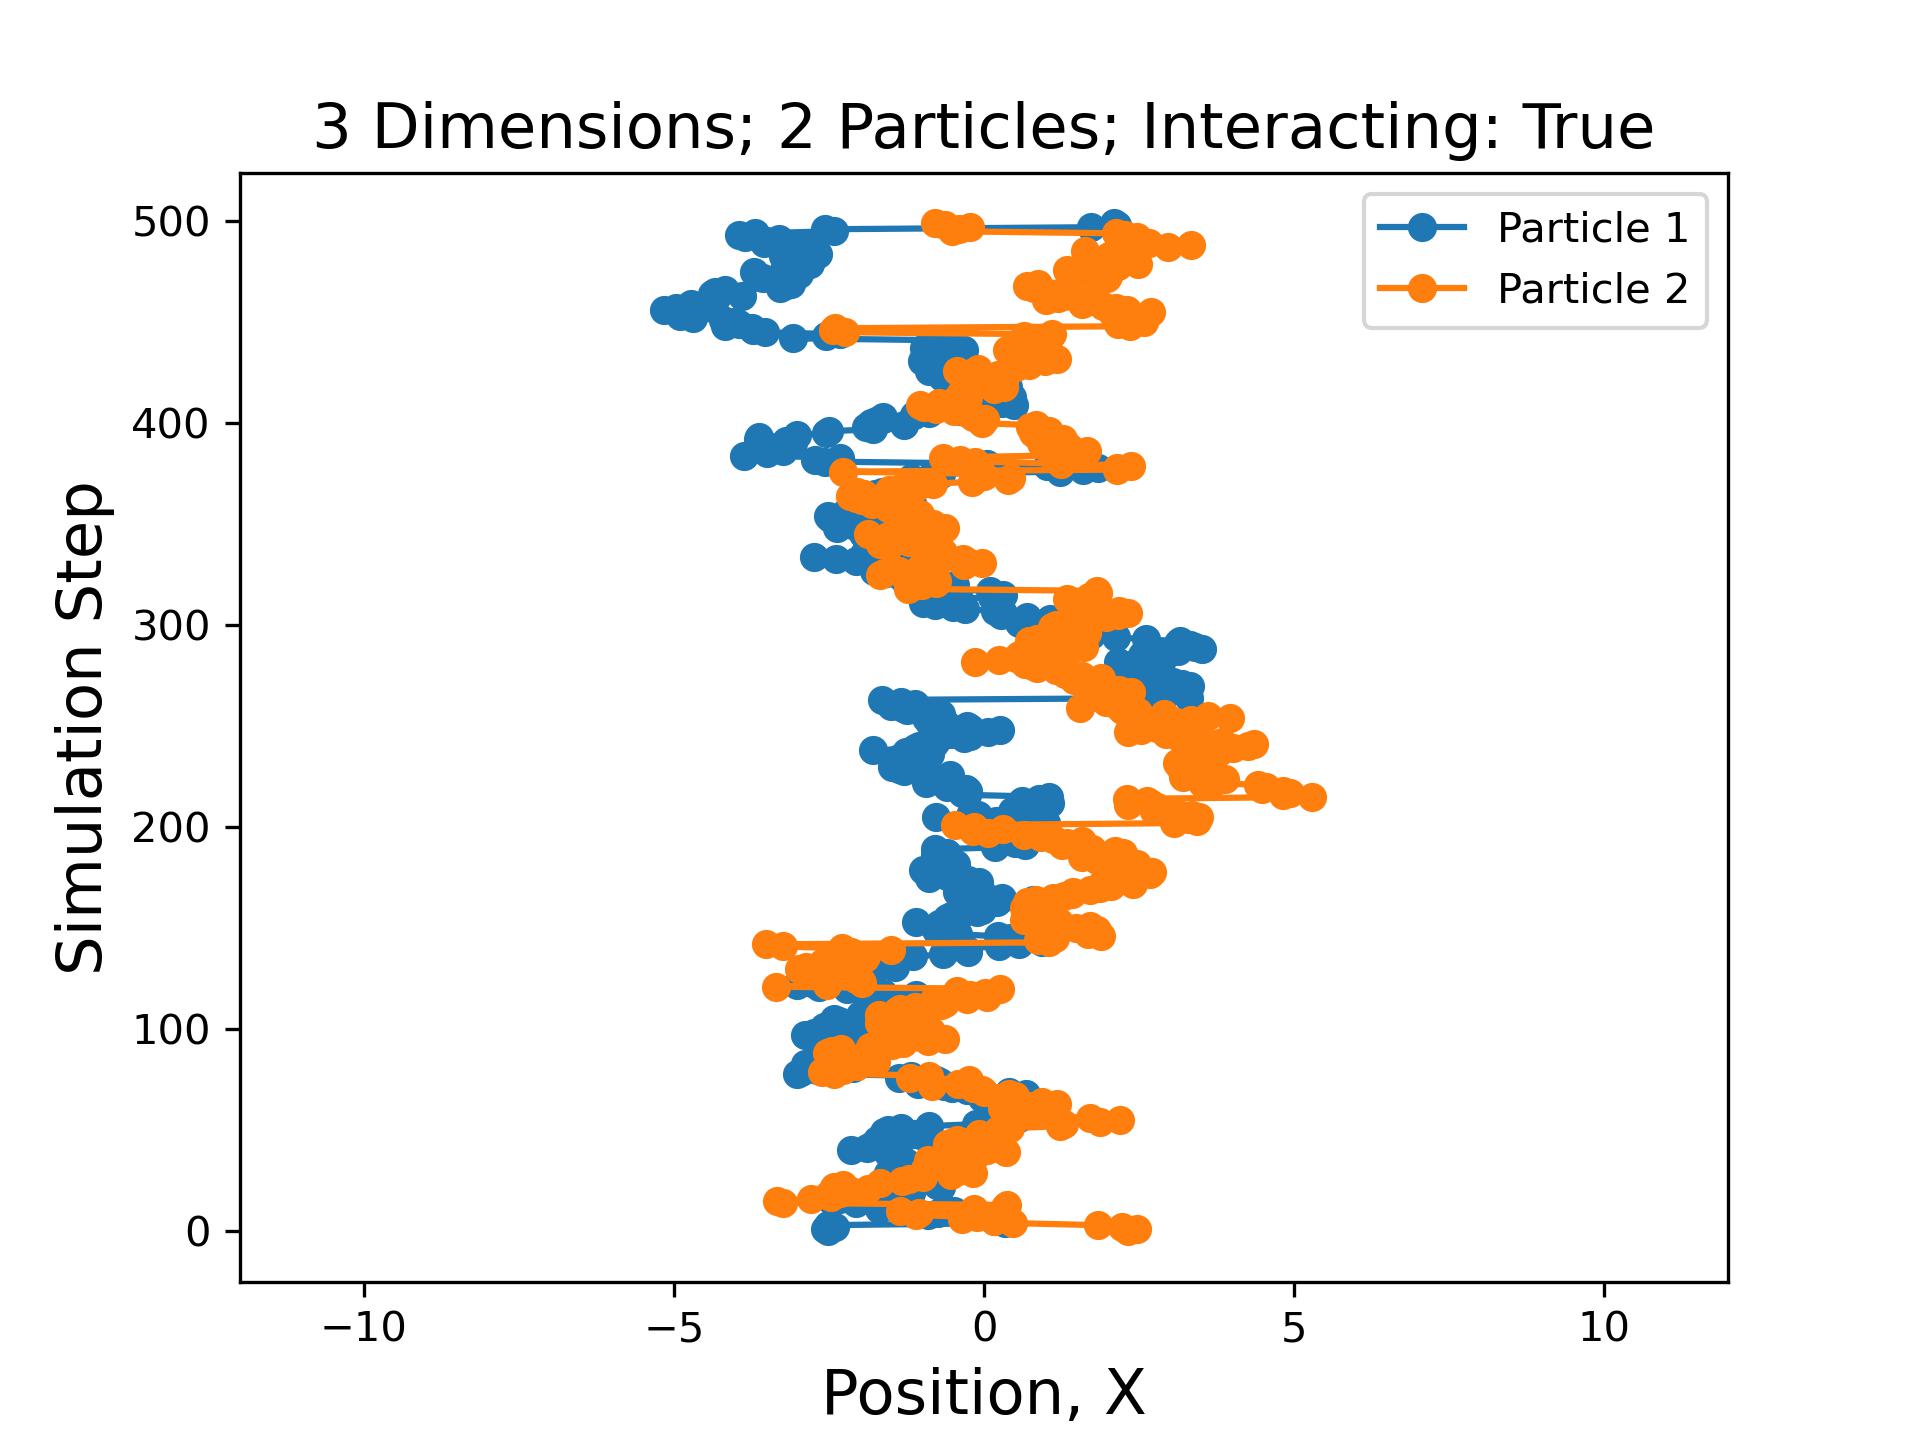 3 Dimensions; 2 Particles; Interacting: True
Particle 1
Particle 2
Simulation Step
500
400
300
200
100
0
−10
−5
0
5
10
Position, X